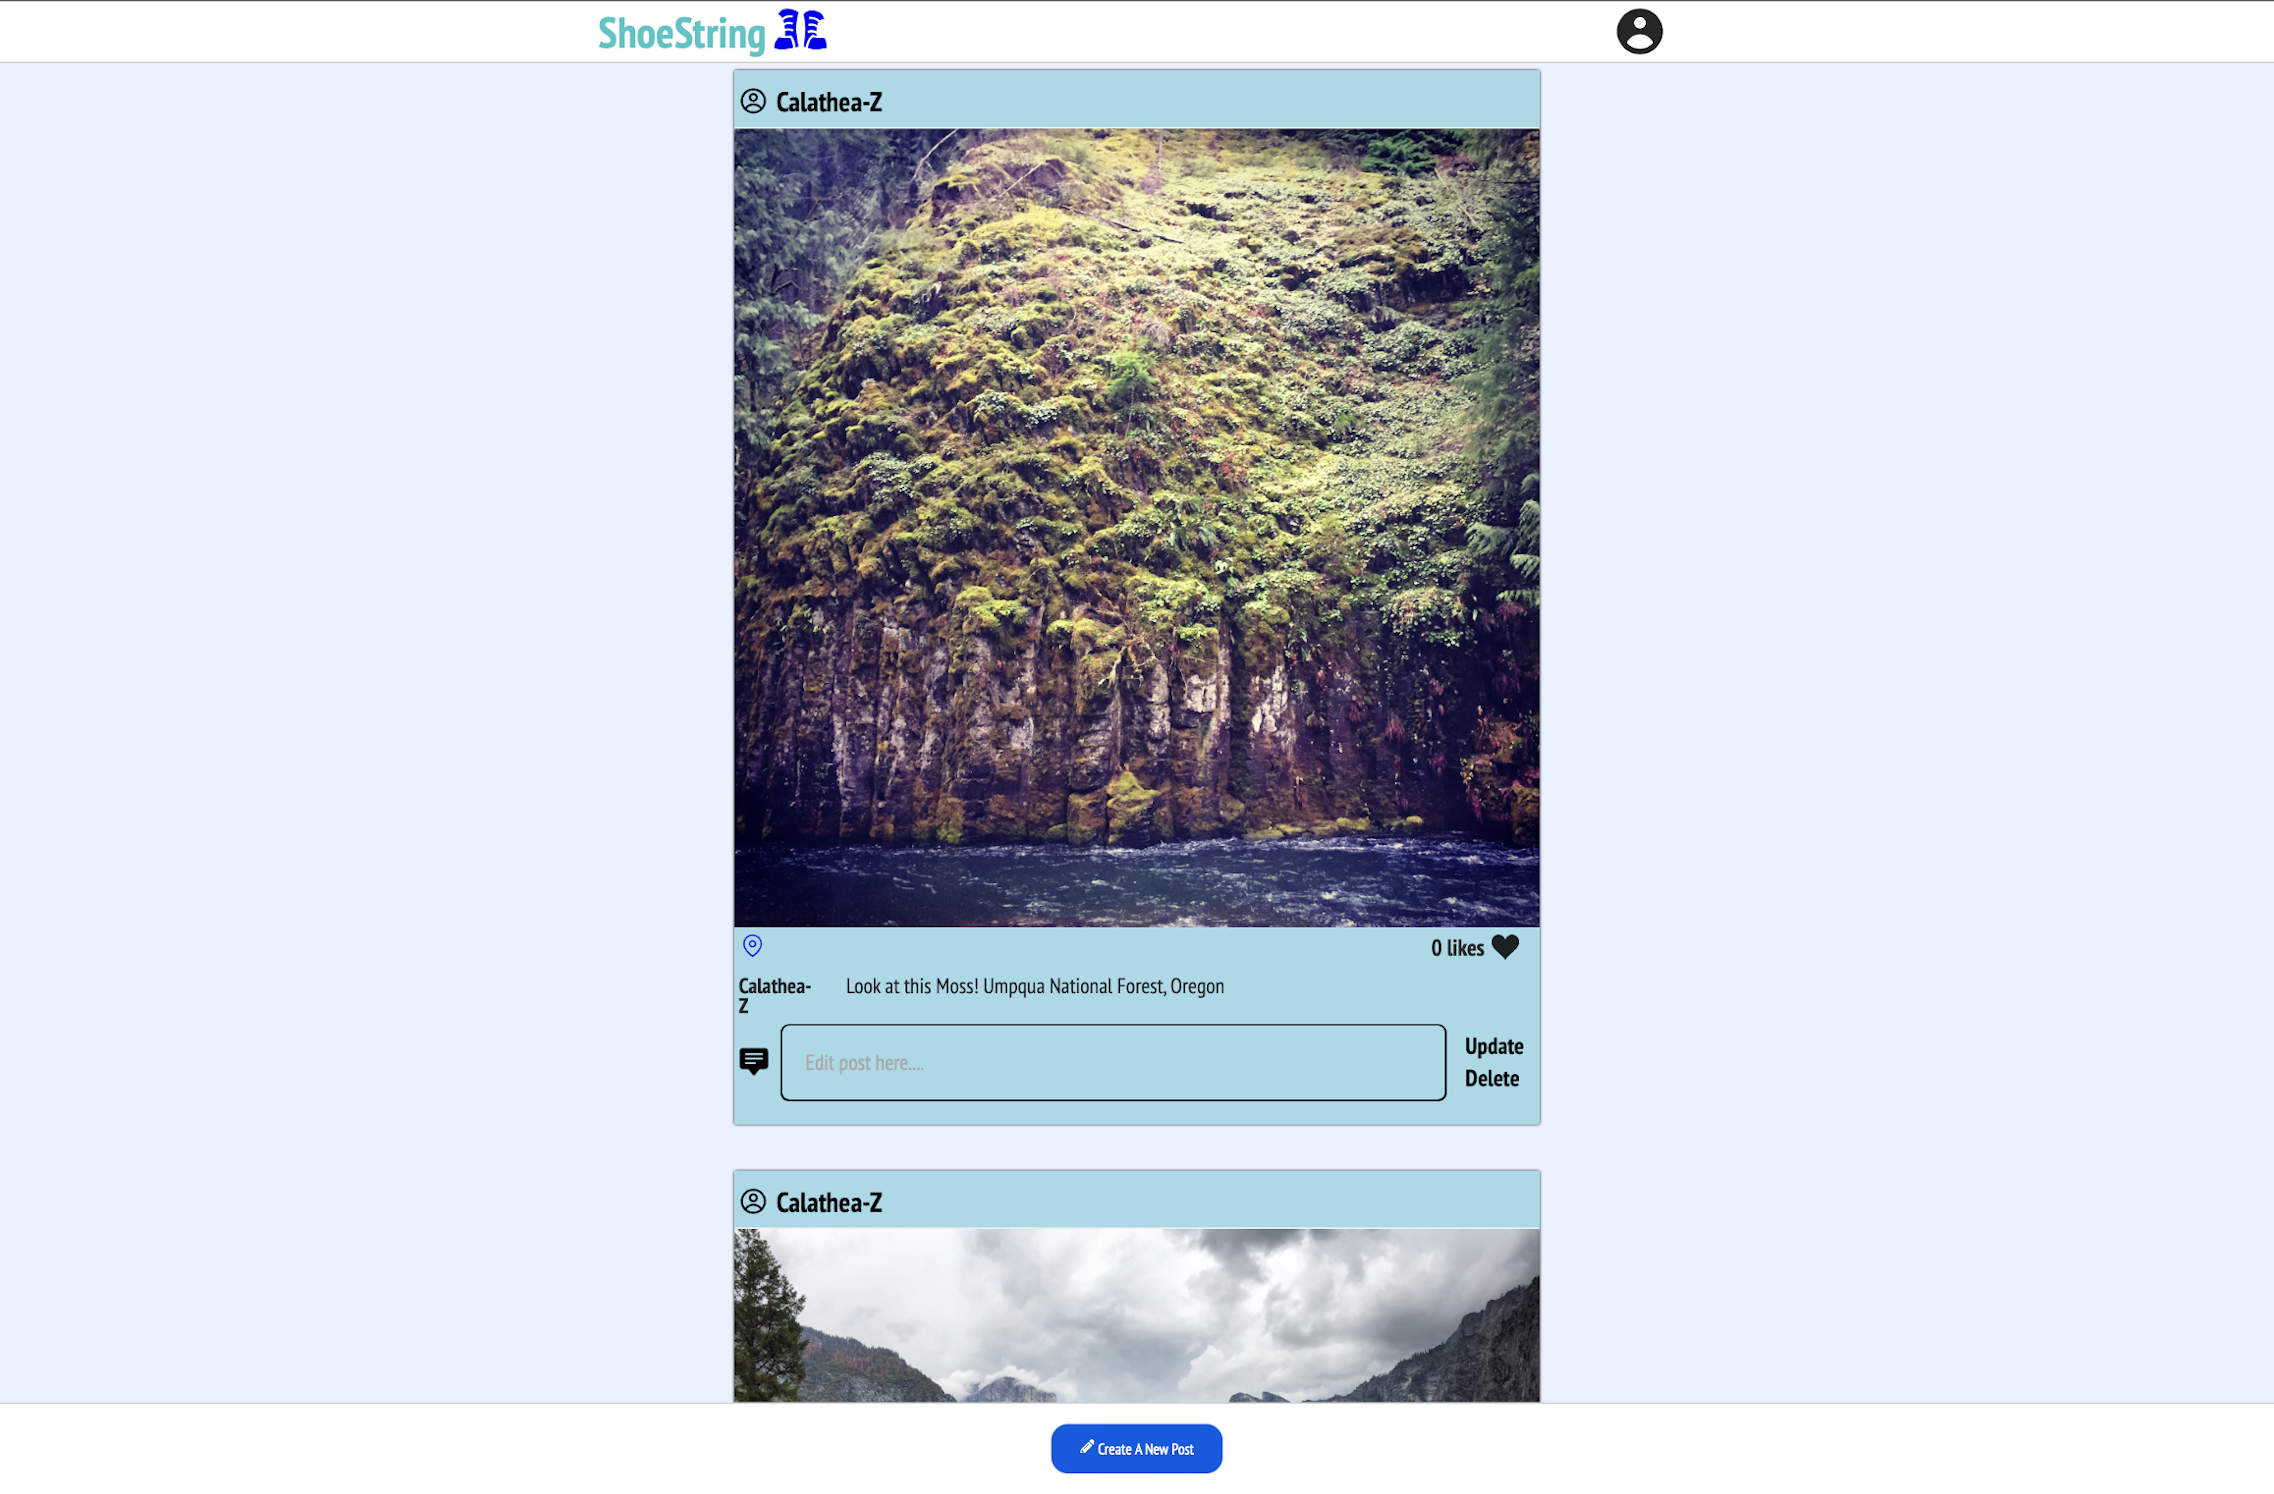 ShoeString
Calathea-Z
0 likes
Calathea-
Z
Look at this Moss! Umpqua National Forest, Oregon
Edit post here....
Update
Delete
Calathea-Z
Create A New Post